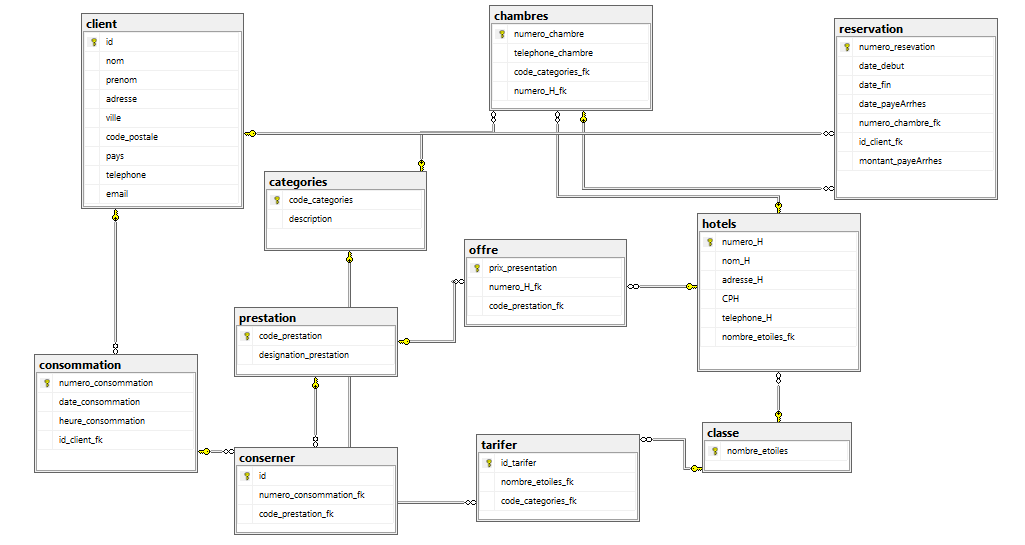 client
id
nom
prenom
adresse
ville
code_postale
pays
telephone
email
chambres
numero_chambre
telephone_chambre
code_categories_fk
numero_H_fk
reservation
numero_resevation
date_debut
date_fin
date_payeArrhes
numero_chambre_fk
id_client_fk
montant_payeArrhes
categories
code_categories
description
offre
prix_presentation
numero_H_fk
code_prestation_fk
hotels
numero_H
nom_H
adresse_H
CPH
telephone_H
nombre_etoiles_fk
prestation
code_prestation
designation_prestation
consommation
numero_consommation
date_consommation
heure_consommation
id_client_fk
conserner
id
numero_consommation_fk
code_prestation_fk
tarifer
id_tarifer
nombre_etoiles_fk
code_categories_fk
classe
nombre_etoiles